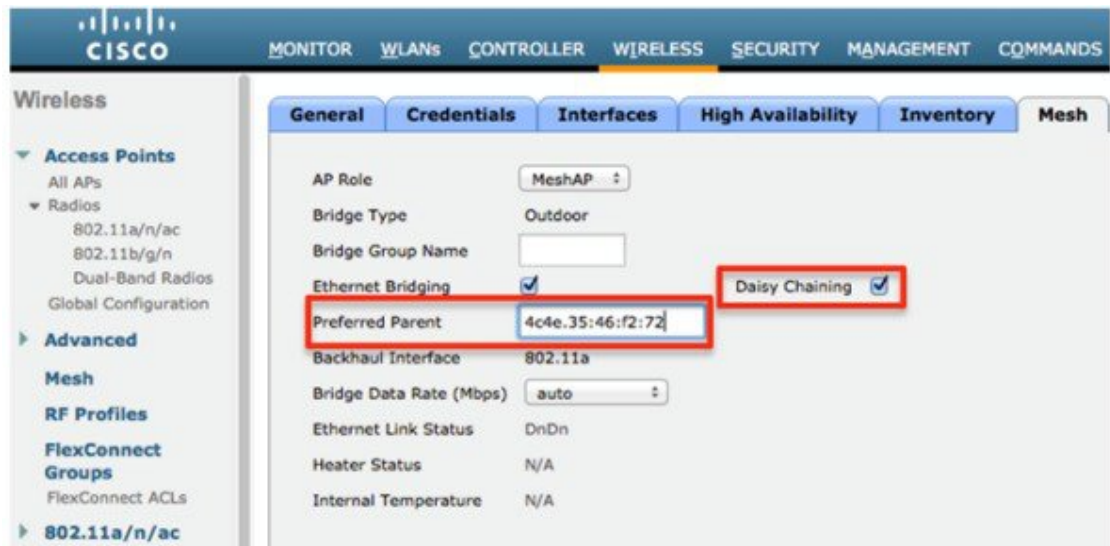 CISCO
MONITOR WLANs CONTROLLER WIRELESS SECURITY MANAGEMENT COMMANDS
Wireless
Access Points
All APs
Radios
802.11a/n/ac
802.11b/g/n
Dual-Band Radios
Global Configuration
Advanced
Mesh
RF Profiles
FlexConnect
Groups
FlexConnect ACLs
802.11a/n/ac
General Credentials Interfaces High Availability Inventory Mesh
AP Role MeshAP
Bridge Type Outdoor
Bridge Group Name
Ethernet Bridging Daisy Chaining
Preferred Parent 4c4e.35:46:f2:72
Backhaul Interface 802.11a
Bridge Data Rate (Mbps) auto
Ethernet Link Status DnDn
Heater Status N/A
Internal Temperature N/A